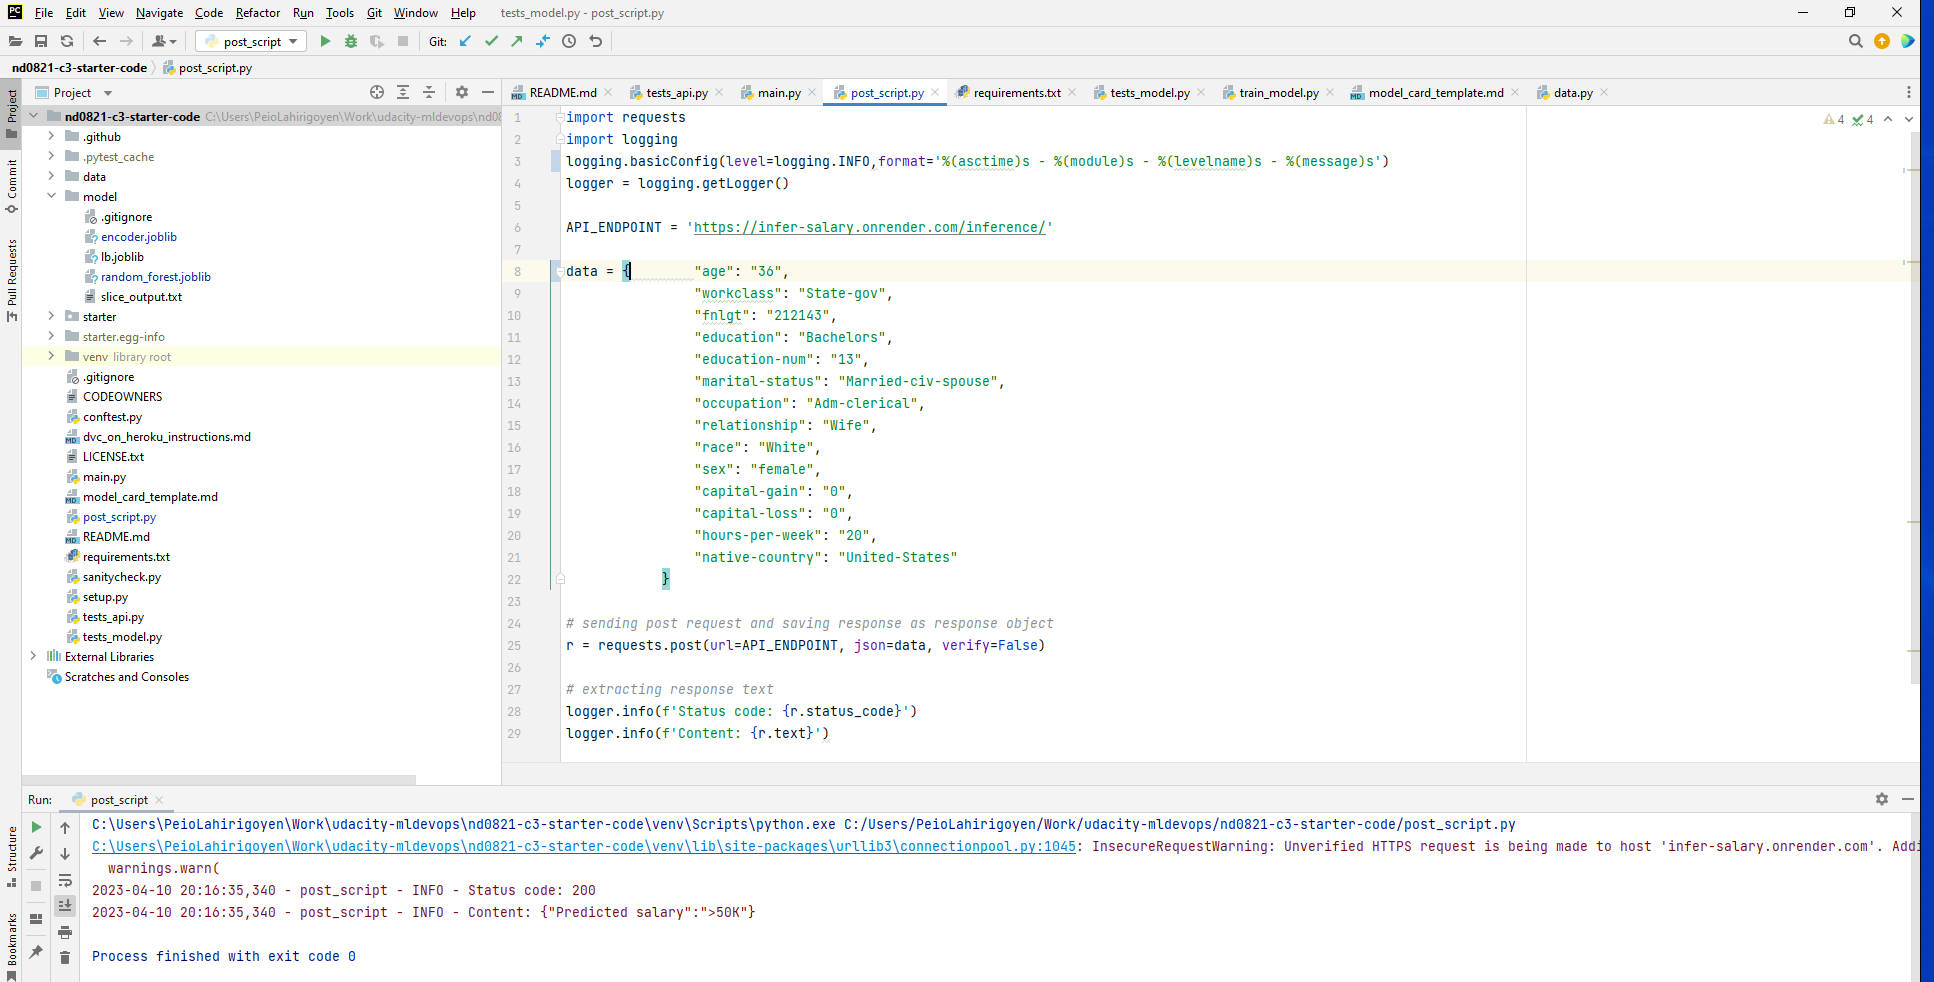 File Edit View Navigate Code Refactor Run Tools Git Window Help tests_model.py - post_script.py
post_script Git:
nd0821-c3-starter-code post_script.py
Project
README.md tests_api.py main.py post_script.py requirements.txt tests_model.py train_model.py model_card_template.md data.py
Project
Commit
Pull Requests
Structure
Bookmarks
nd0821-c3-starter-code C:\Users\PeioLahirigoyen\Work\udacity-mldevops\nd08
.github
.pytest_cache
data
model
.gitignore
encoder.joblib
lb.joblib
random_forest.joblib
slice_output.txt
starter
starter.egg-info
venv library root
.gitignore
CODEOWNERS
conftest.py
dvc_on_heroku_instructions.md
LICENSE.txt
main.py
model_card_template.md
post_script.py
README.md
requirements.txt
sanitycheck.py
setup.py
tests_api.py
tests_model.py
External Libraries
Scratches and Consoles
4 4
1 import requests
2 import logging
3 logging.basicConfig(level=logging.INFO,format='%(asctime)s - %(module)s - %(levelname)s - %(message)s')
4 logger = logging.getLogger()
5
6 API_ENDPOINT = 'https://infer-salary.onrender.com/inference/'
7
8 data = { "age": "36",
9 "workclass": "State-gov",
10 "fnlgt": "212143",
11 "education": "Bachelors",
12 "education-num": "13",
13 "marital-status": "Married-civ-spouse",
14 "occupation": "Adm-clerical",
15 "relationship": "Wife",
16 "race": "White",
17 "sex": "female",
18 "capital-gain": "0",
19 "capital-loss": "0",
20 "hours-per-week": "20",
21 "native-country": "United-States"
22 }
23
24 # sending post request and saving response as response object
25 r = requests.post(url=API_ENDPOINT, json=data, verify=False)
26
27 # extracting response text
28 logger.info(f'Status code: {r.status_code}')
29 logger.info(f'Content: {r.text}')
Run: post_script
C:\Users\PeioLahirigoyen\Work\udacity-mldevops\nd0821-c3-starter-code\venv\Scripts\python.exe C:/Users/PeioLahirigoyen/Work/udacity-mldevops/nd0821-c3-starter-code/post_script.py
C:\Users\PeioLahirigoyen\Work\udacity-mldevops\nd0821-c3-starter-code\venv\lib\site-packages\urllib3\connectionpool.py:1045: InsecureRequestWarning: Unverified HTTPS request is being made to host 'infer-salary.onrender.com'. Addi
warnings.warn(
2023-04-10 20:16:35,340 - post_script - INFO - Status code: 200
2023-04-10 20:16:35,340 - post_script - INFO - Content: {"Predicted salary":">50K"}
Process finished with exit code 0